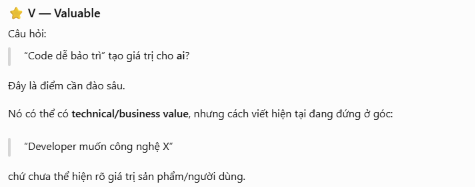 ⭐ V — Valuable
Câu hỏi:
“Code dễ bảo trì” tạo giá trị cho ai?
Đây là điểm cần đào sâu.
Nó có thể có technical/business value, nhưng cách viết hiện tại đang đứng ở góc:
“Developer muốn công nghệ X”
chứ chưa thể hiện rõ giá trị sản phẩm/người dùng.